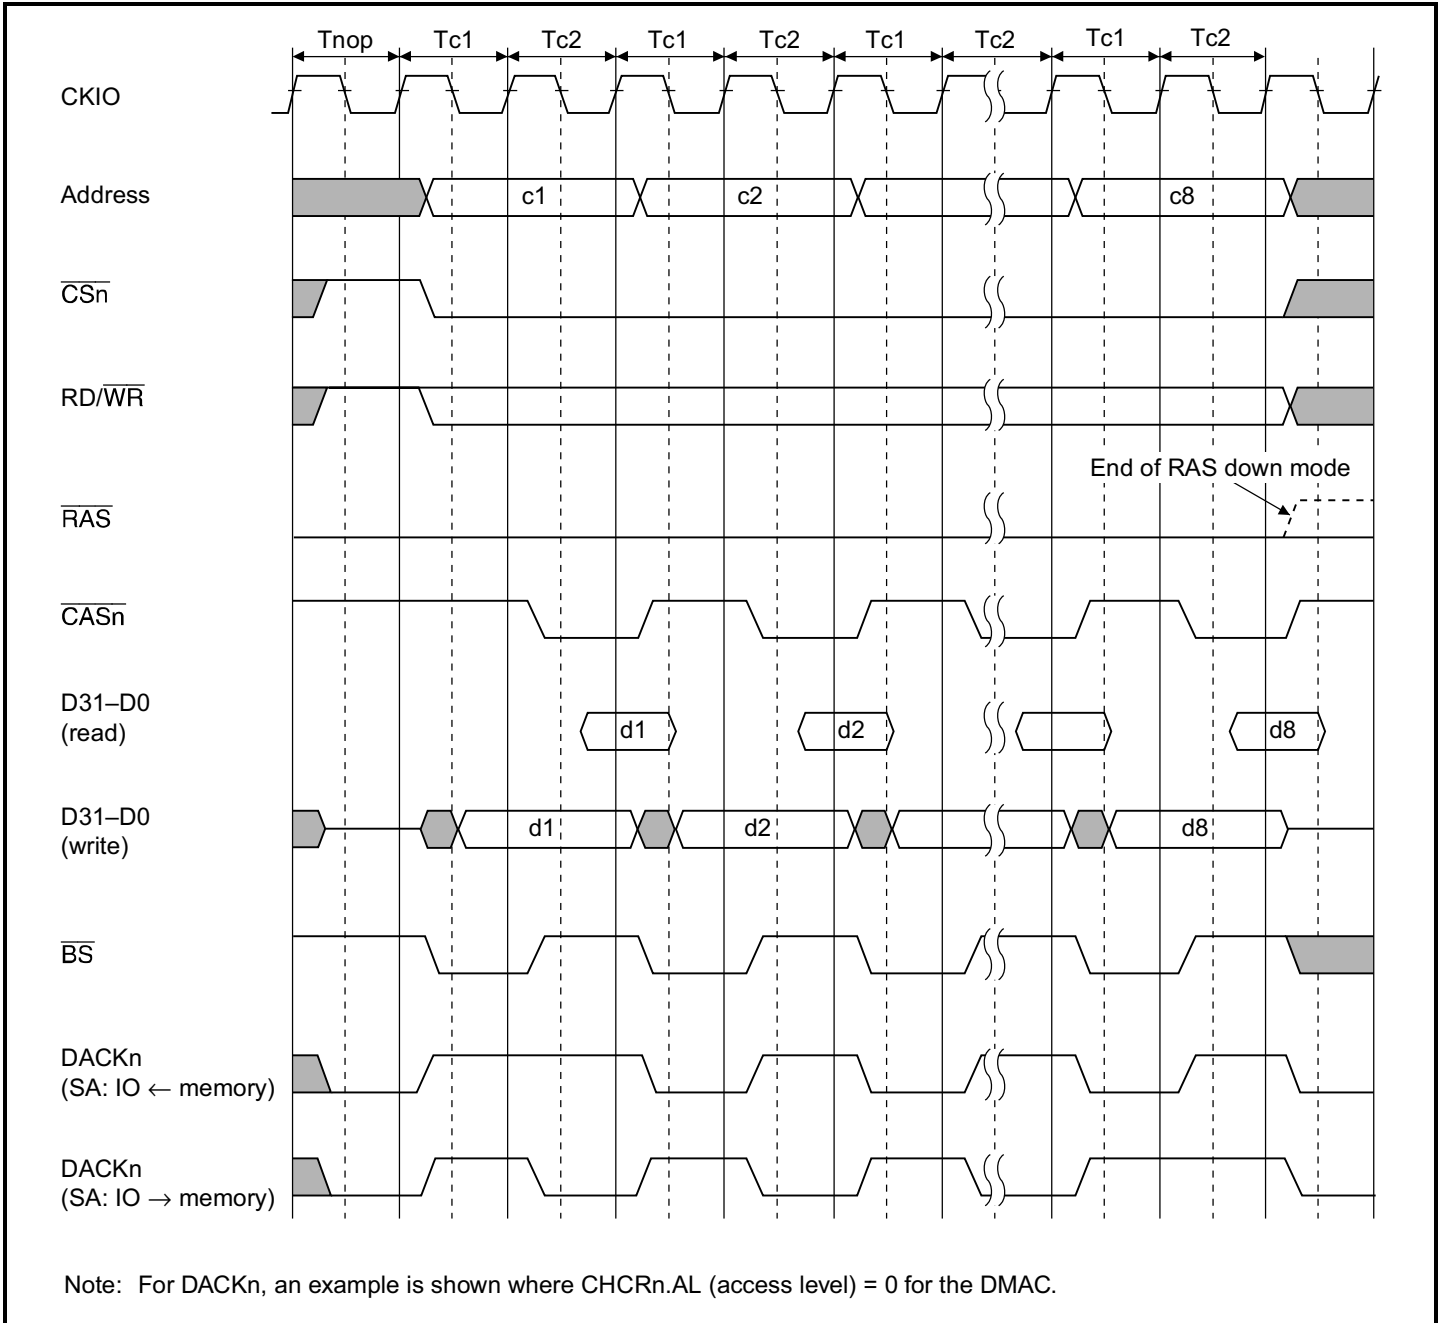 Tnop Tc1 Tc2 Tc1 Tc2 Tc1 Tc2 Tc1 Tc2
CKIO
Address c1 c2 c8
CSn
RD/WR
End of RAS down mode
RAS
CASn
D31–D0
(read) d1 d2 d8
D31–D0
(write) d1 d2 d8
BS
DACKn
(SA: IO ← memory)
DACKn
(SA: IO → memory)
Note: For DACKn, an example is shown where CHCRn.AL (access level) = 0 for the DMAC.